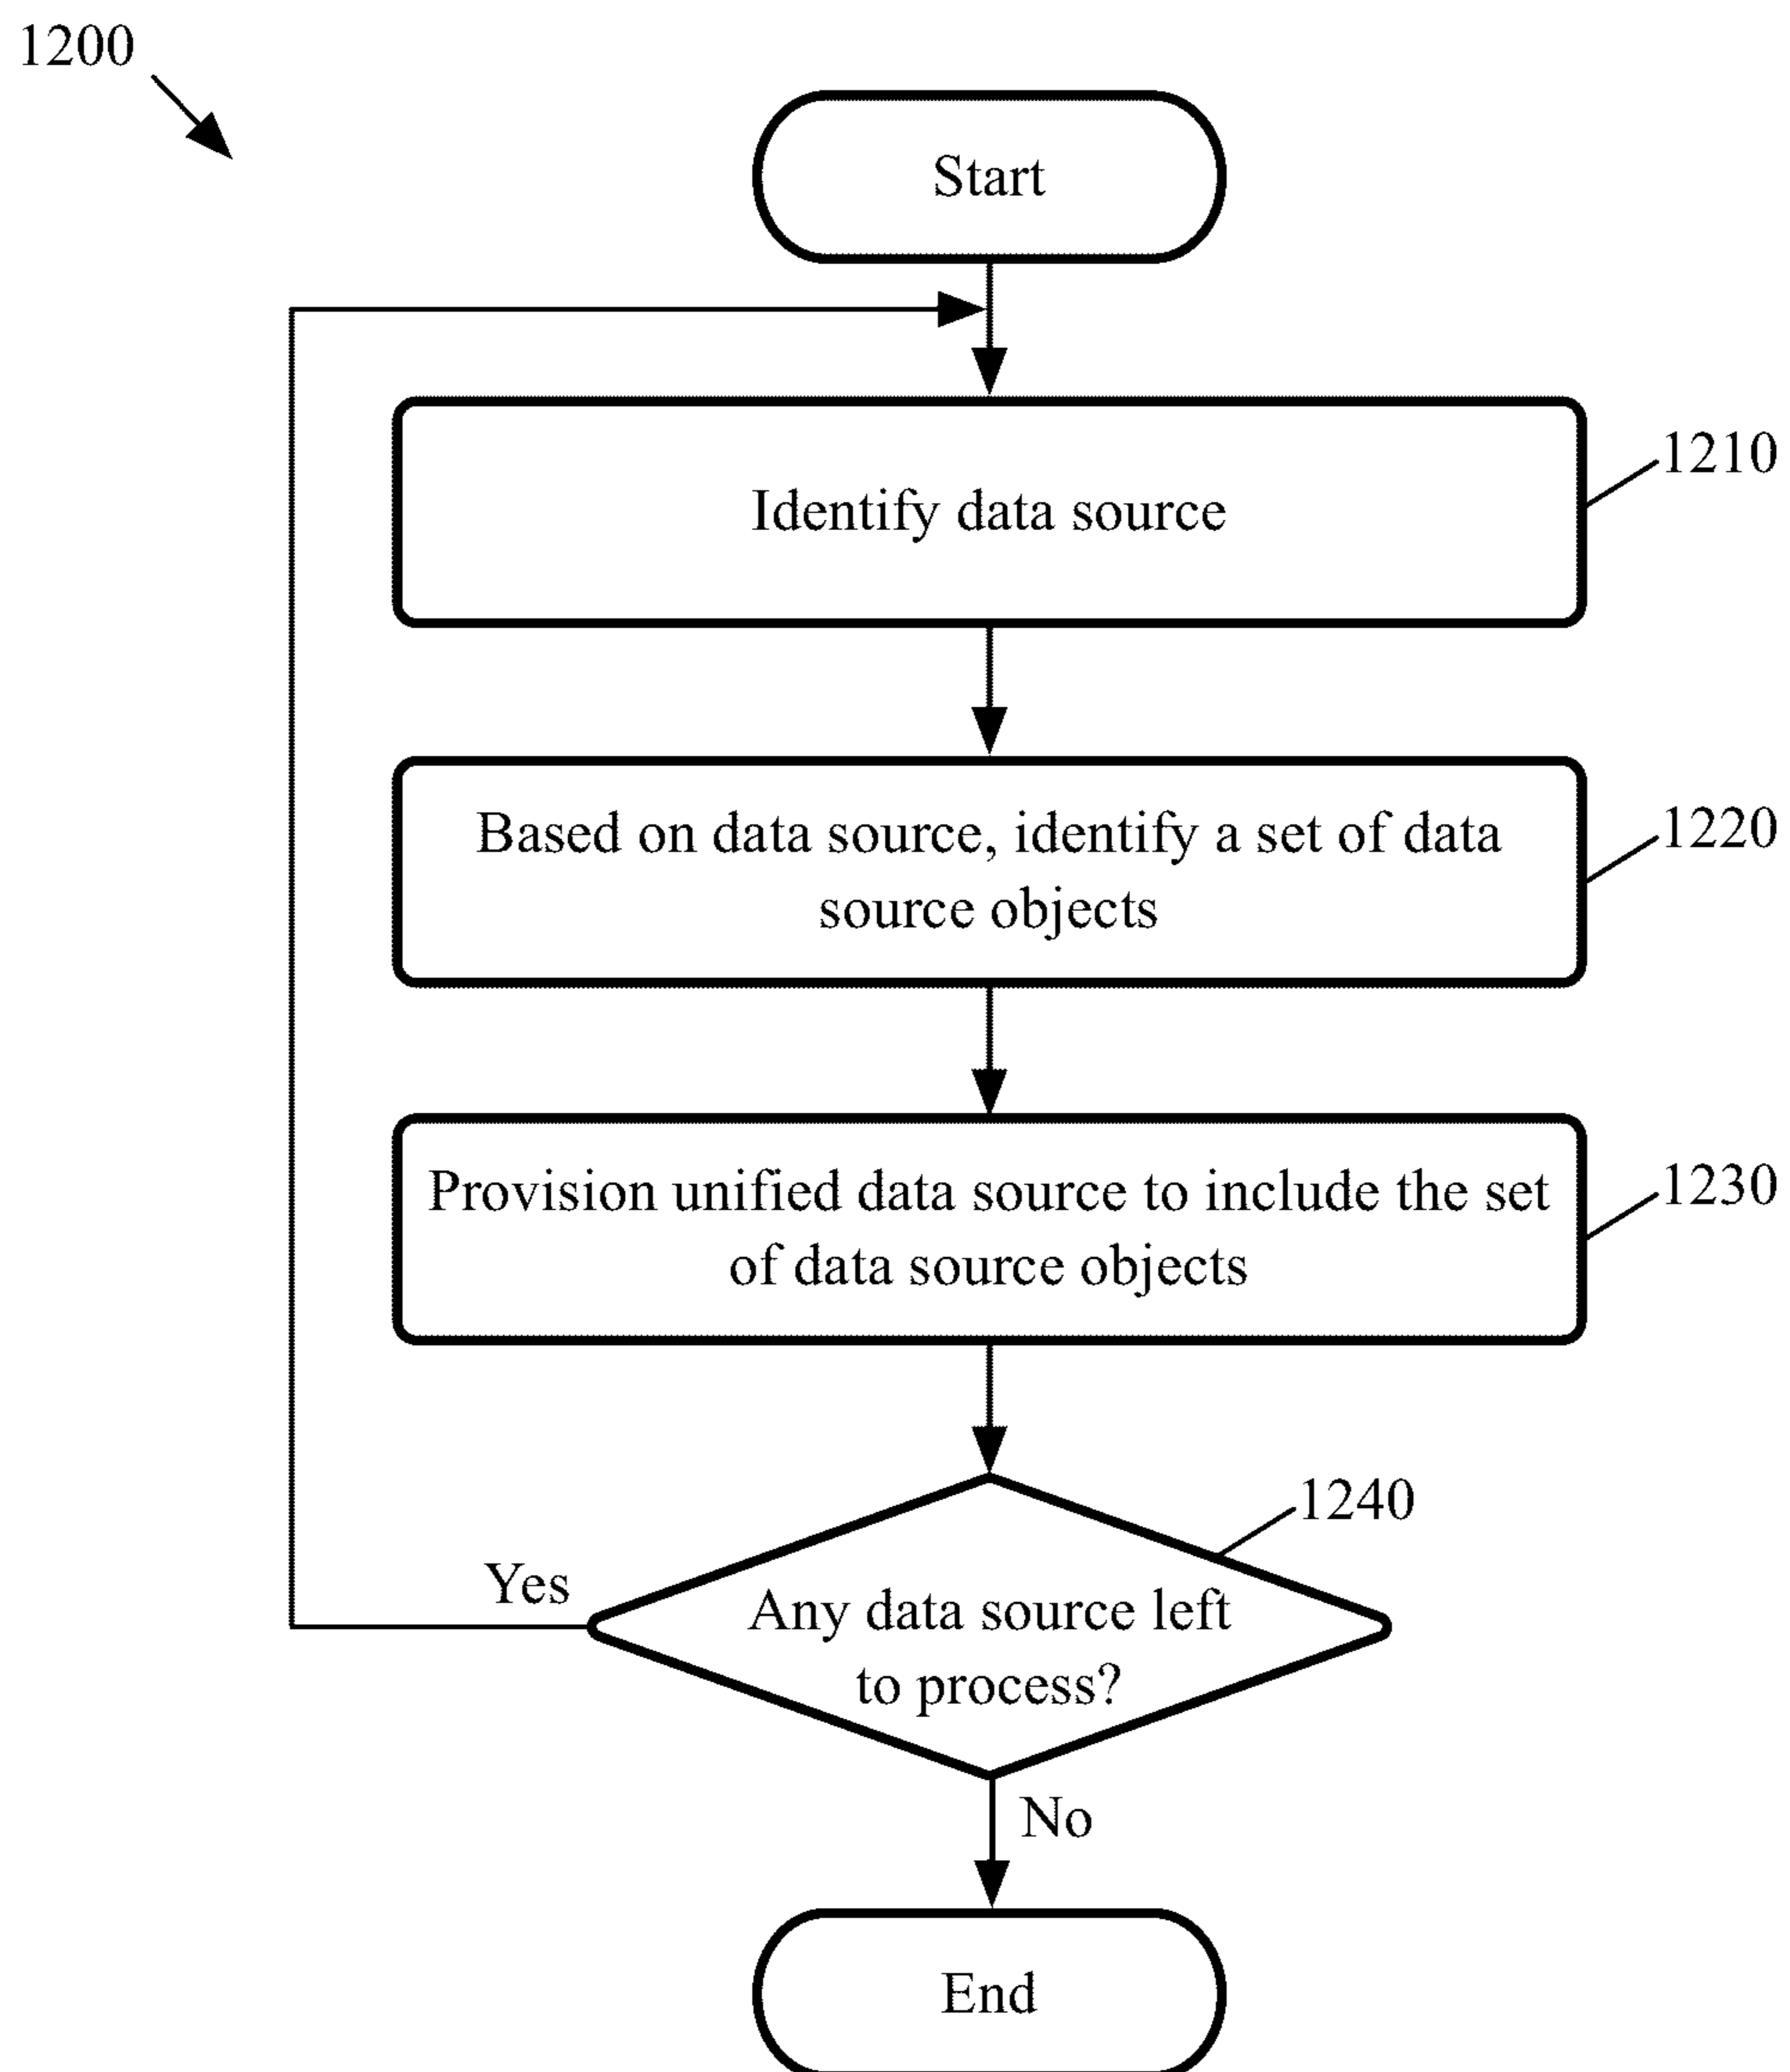 1200
Start
1210
Identify data source
1220
Based on data source, identify a set of data
source objects
1230
Provision unified data source to include the set
of data source objects
1240
Yes
Any data source left
to process?
No
End